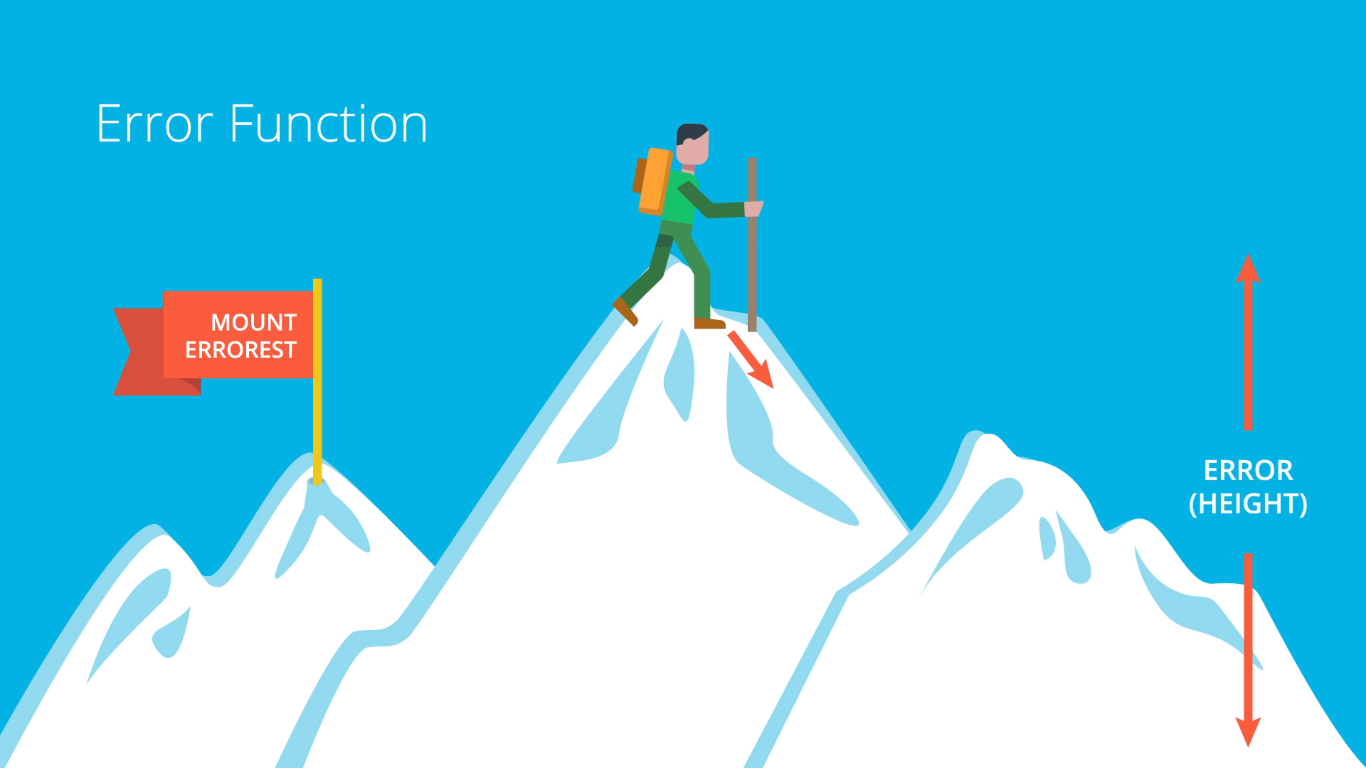 Error Function
MOUNT
ERROREST
ERROR
(HEIGHT)